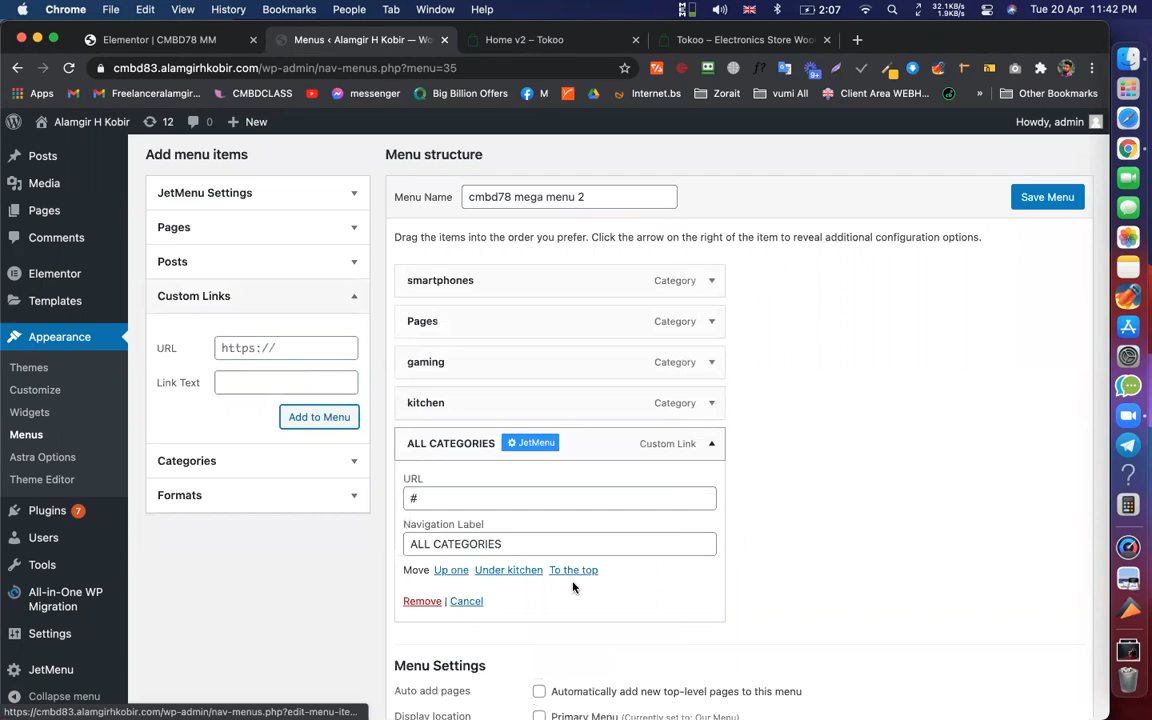 Chrome File Edit View History Bookmarks People Tab Window Help 2:07 32.1KB/s 1.9KB/s Tue 20 Apr 11:42 PM
Elementor | CMBD78 MM
Menus ‹ Alamgir H Kobir — Wo
Home v2 – Tokoo
Tokoo – Electronics Store Woo
cmbd83.alamgirhkobir.com/wp-admin/nav-menus.php?menu=35
9+
Apps Freelanceralamgir... CMBDCLASS messenger Big Billion Offers M Internet.bs Zorait vumi All Client Area WEBH... » Other Bookmarks
Alamgir H Kobir 12 0 New Howdy, admin
Posts
Media
Pages
Comments
Elementor
Templates
Appearance
Themes
Customize
Widgets
Menus
Astra Options
Theme Editor
Plugins 7
Users
Tools
All-in-One WP
Migration
Settings
JetMenu
Collapse menu
Add menu items
JetMenu Settings
Pages
Posts
Custom Links
URL https://
Link Text
Add to Menu
Categories
Formats
Menu structure
Menu Name cmbd78 mega menu 2 Save Menu
Drag the items into the order you prefer. Click the arrow on the right of the item to reveal additional configuration options.
smartphones Category
Pages Category
gaming Category
kitchen Category
ALL CATEGORIES JetMenu Custom Link
URL
#
Navigation Label
ALL CATEGORIES
Move Up one Under kitchen To the top
Remove | Cancel
Menu Settings
Auto add pages Automatically add new top-level pages to this menu
Display location Primary Menu (Currently set to: Our Menu)
https://cmbd83.alamgirhkobir.com/wp-admin/nav-menus.php?edit-menu-ite...